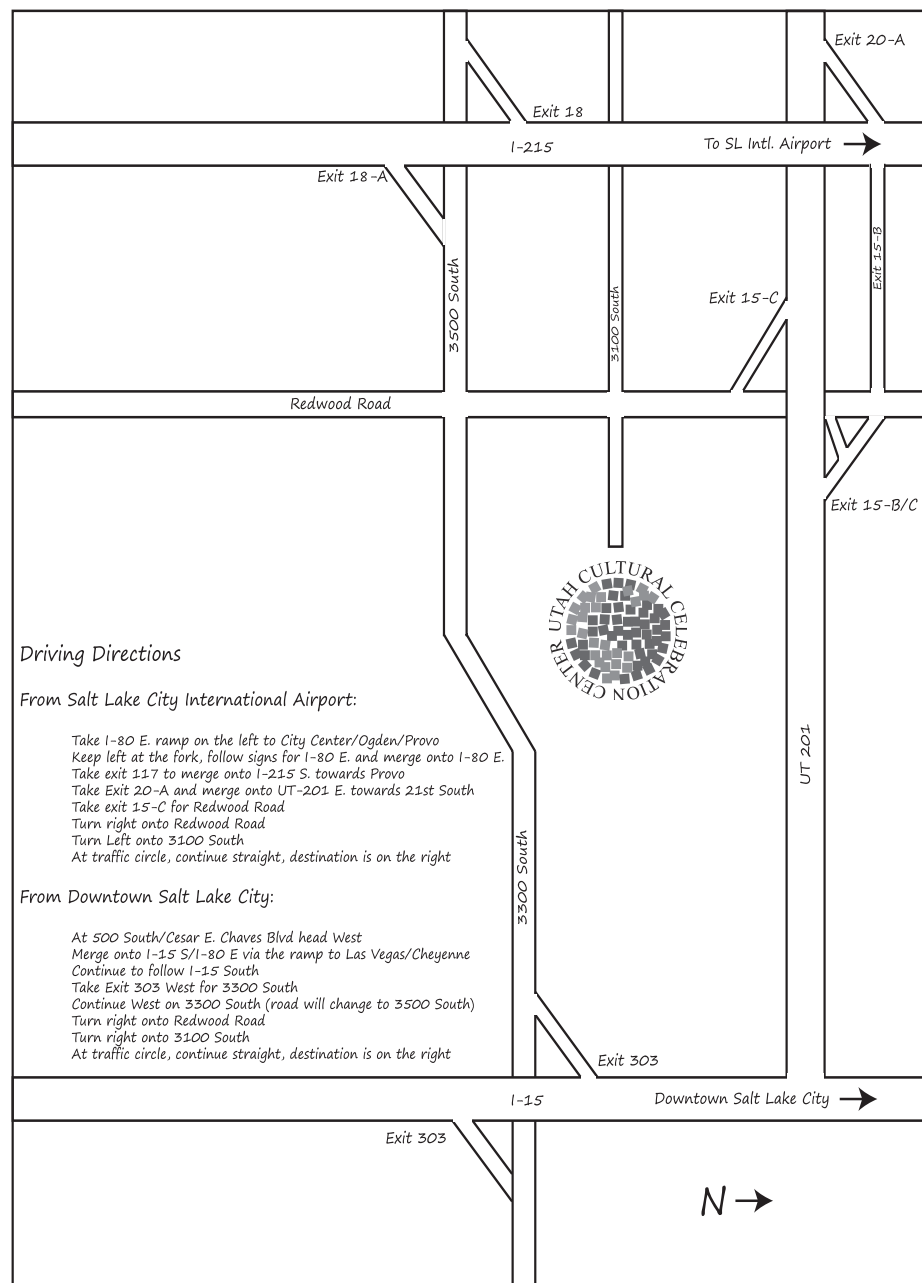 Exit 20-A
Exit 18
I-215
To SL Intl. Airport
Exit 18-A
Exit 15-B
3500 South
3100 South
Exit 15-C
Redwood Road
Exit 15-B/C
UTAH CULTURAL CELEBRATION CENTER
Driving Directions
From Salt Lake City International Airport:
Take I-80 E. ramp on the left to City Center/Ogden/Provo
Keep left at the fork, follow signs for I-80 E. and merge onto I-80 E.
Take exit 117 to merge onto I-215 S. towards Provo
Take Exit 20-A and merge onto UT-201 E. towards 21st South
Take exit 15-C for Redwood Road
Turn right onto Redwood Road
Turn Left onto 3100 South
At traffic circle, continue straight, destination is on the right
UT 201
3300 South
From Downtown Salt Lake City:
At 500 South/Cesar E. Chaves Blvd head West
Merge onto I-15 S/I-80 E via the ramp to Las Vegas/Cheyenne
Continue to follow I-15 South
Take Exit 303 West for 3300 South
Continue West on 3300 South (road will change to 3500 South)
Turn right onto Redwood Road
Turn right onto 3100 South
At traffic circle, continue straight, destination is on the right
Exit 303
I-15
Downtown Salt Lake City
Exit 303
N